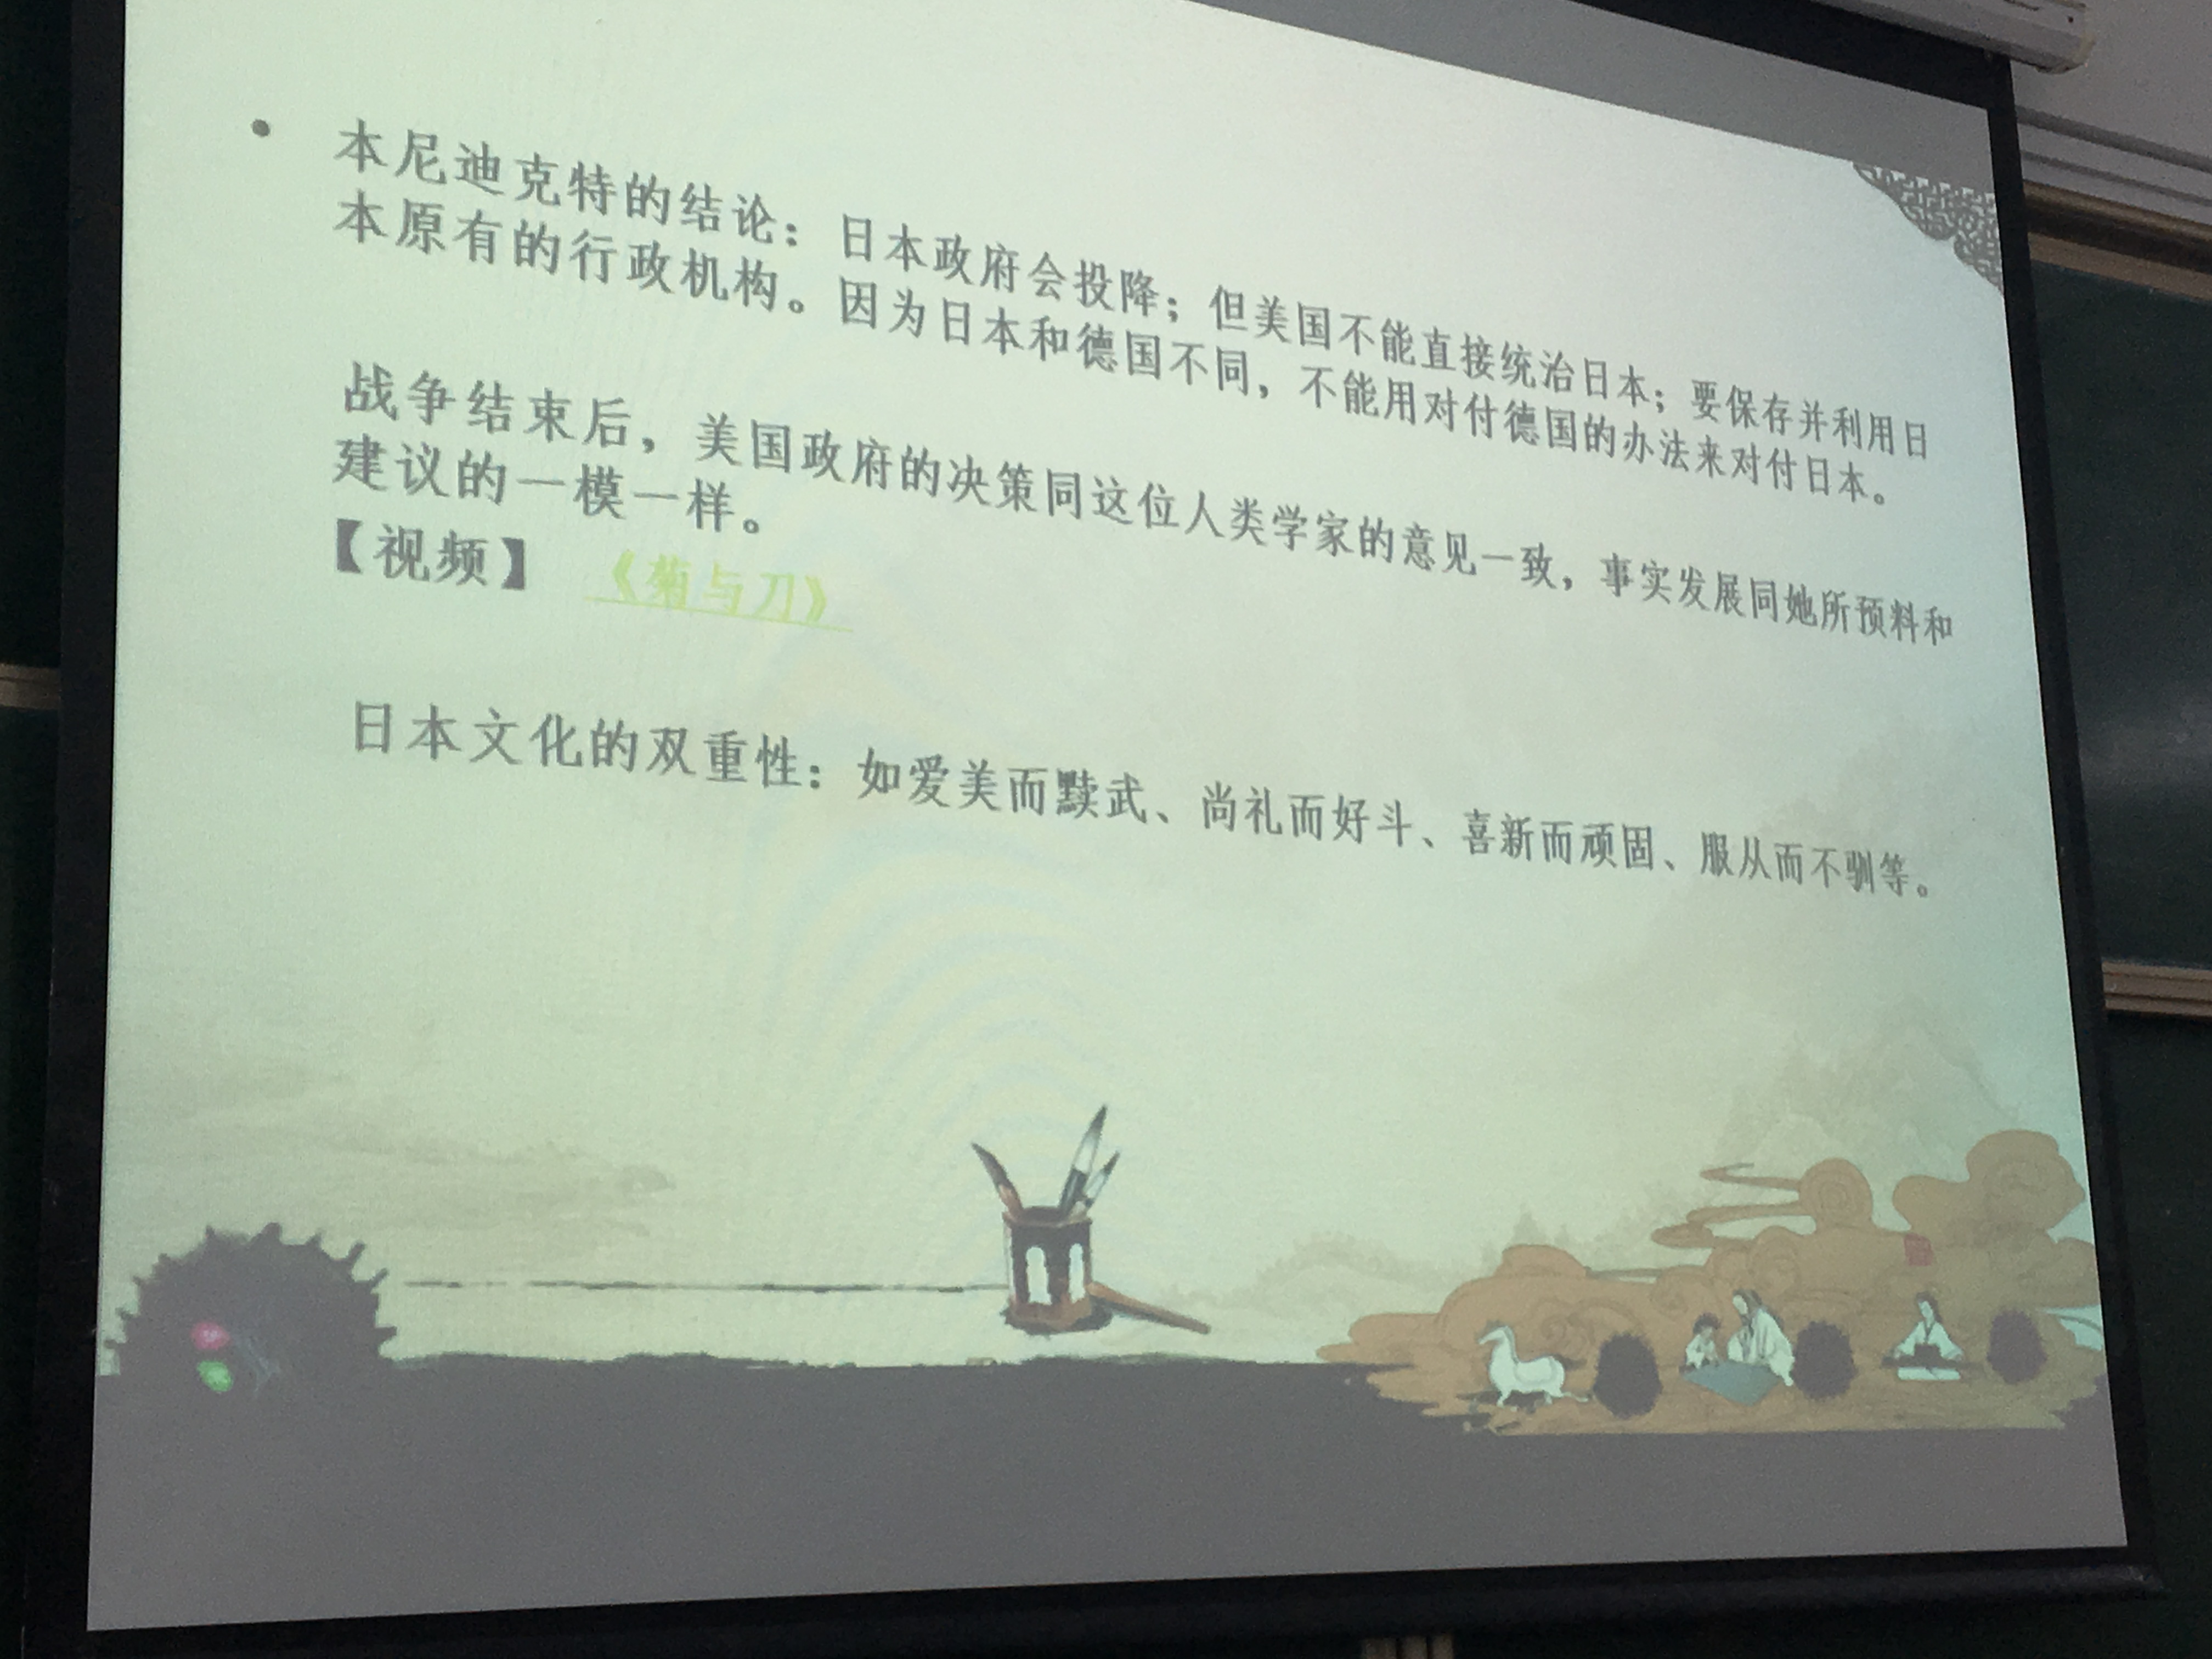 • 本尼迪克特的结论：日本政府会投降；但美国不能直接统治日本；要保存并利用日
本原有的行政机构。因为日本和德国不同，不能用对付德国的办法来对付日本。
战争结束后，美国政府的决策同这位人类学家的意见一致，事实发展同她所预料和
建议的一模一样。
【视频】 《菊与刀》
日本文化的双重性：如爱美而黩武、尚礼而好斗、喜新而顽固、服从而不驯等。